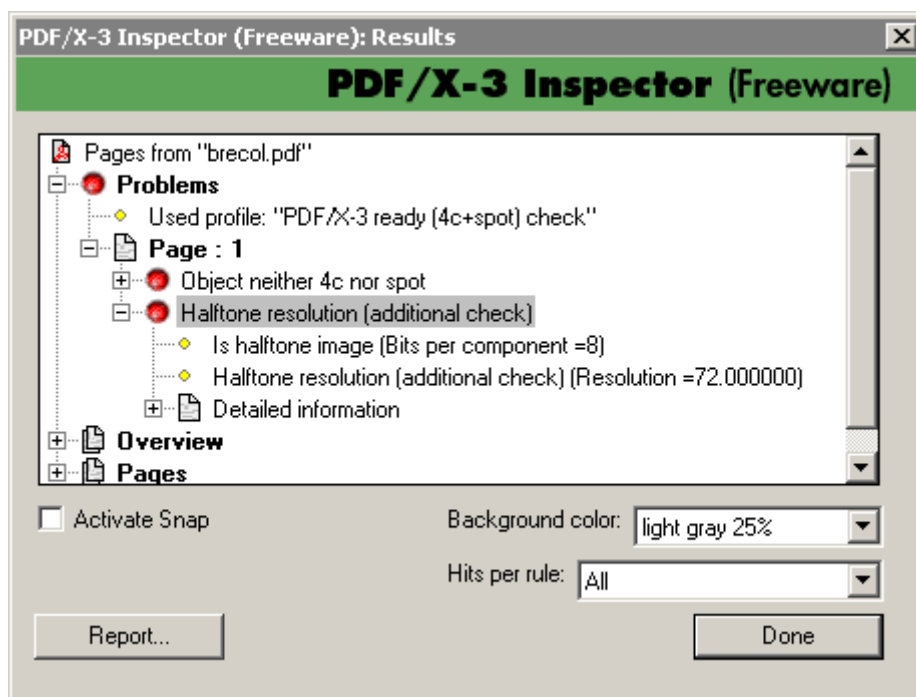 PDF/X-3 Inspector (Freeware): Results
PDF/X-3 Inspector (Freeware)
Pages from "brecol.pdf"
Problems
Used profile: "PDF/X-3 ready (4c+spot) check"
Page : 1
Object neither 4c nor spot
Halftone resolution (additional check)
Is halftone image (Bits per component =8)
Halftone resolution (additional check) (Resolution =72.000000)
Detailed information
Overview
Pages
Activate Snap
Background color: light gray 25%
Hits per rule: All
Report...
Done